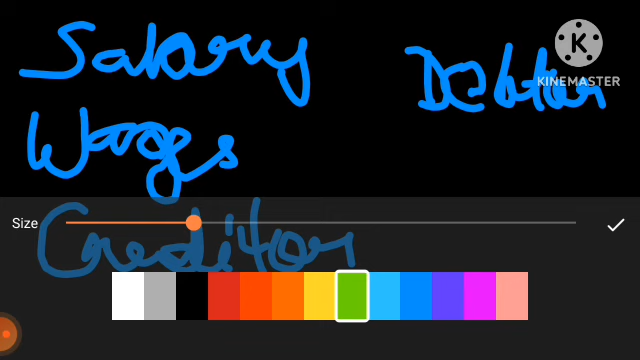 Salary
Debtor
KINEMASTER
Wages
Size
Creditor